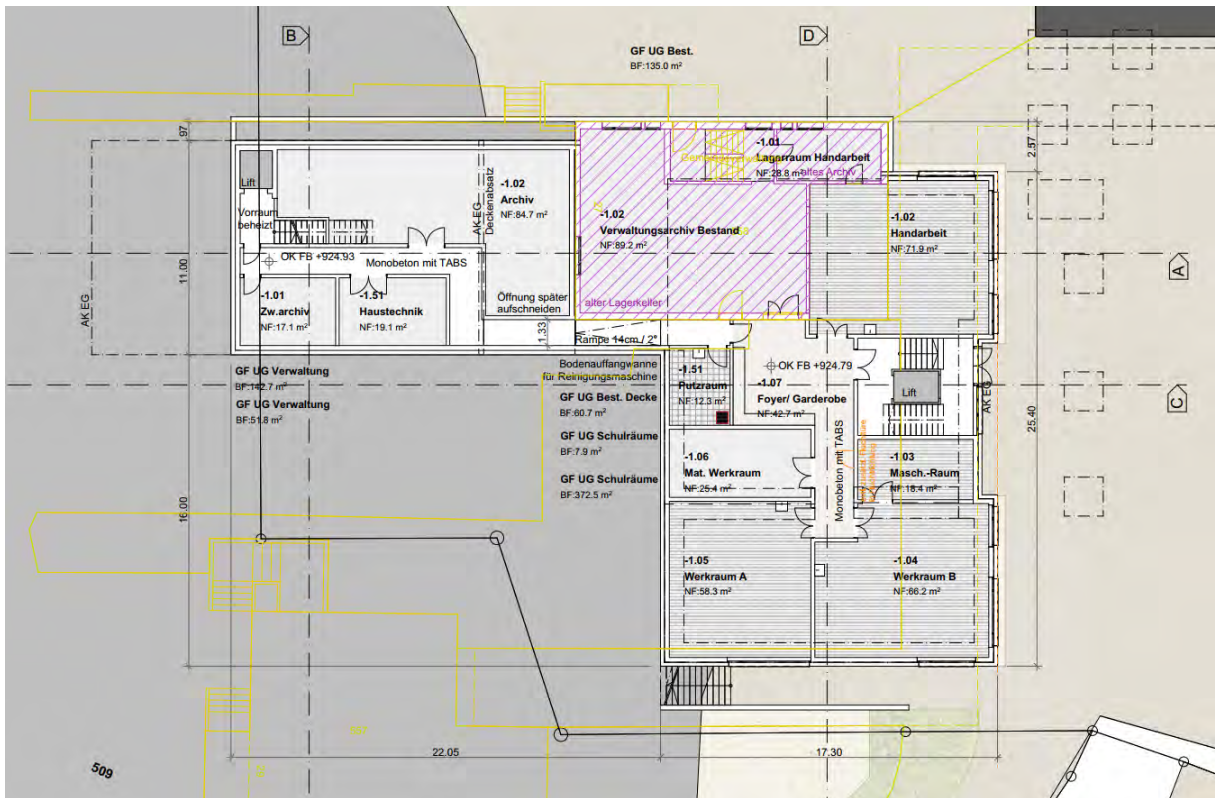 B
D
GF UG Best.
BF:135.0 m²
97
2.57
-1.01
Lagerraum Handarbeit
NF:28.8 m²
altes Archiv
Lift
-1.02
Archiv
NF:84.7 m²
AK EG
Deckenabsatz
-1.02
Verwaltungsarchiv Bestand
NF:89.2 m²
-1.02
Handarbeit
NF:71.9 m²
Vorraum
beheizt
OK FB +924.93
Monobeton mit TABS
A
11.00
AK EG
-1.01
Zw.archiv
NF:17.1 m²
-1.51
Haustechnik
NF:19.1 m²
Öffnung später
aufschneiden
alter Lagerkeller
1.33
Rampe 14cm / 2°
GF UG Verwaltung
BF:142.7 m²
GF UG Verwaltung
BF:51.8 m²
Bodenauffangwanne
für Reinigungsmaschine
GF UG Best. Decke
BF:60.7 m²
GF UG Schulräume
BF:7.9 m²
GF UG Schulräume
BF:372.5 m²
-1.51
Putzraum
NF:12.3 m²
OK FB +924.79
-1.07
Foyer/ Garderobe
NF:42.7 m²
Lift
AK EG
C
25.40
-1.06
Mat. Werkraum
NF:25.4 m²
Monobeton mit TABS
-1.03
Masch.-Raum
NF:18.4 m²
16.00
-1.05
Werkraum A
NF:58.3 m²
-1.04
Werkraum B
NF:66.2 m²
22.05
17.30
509